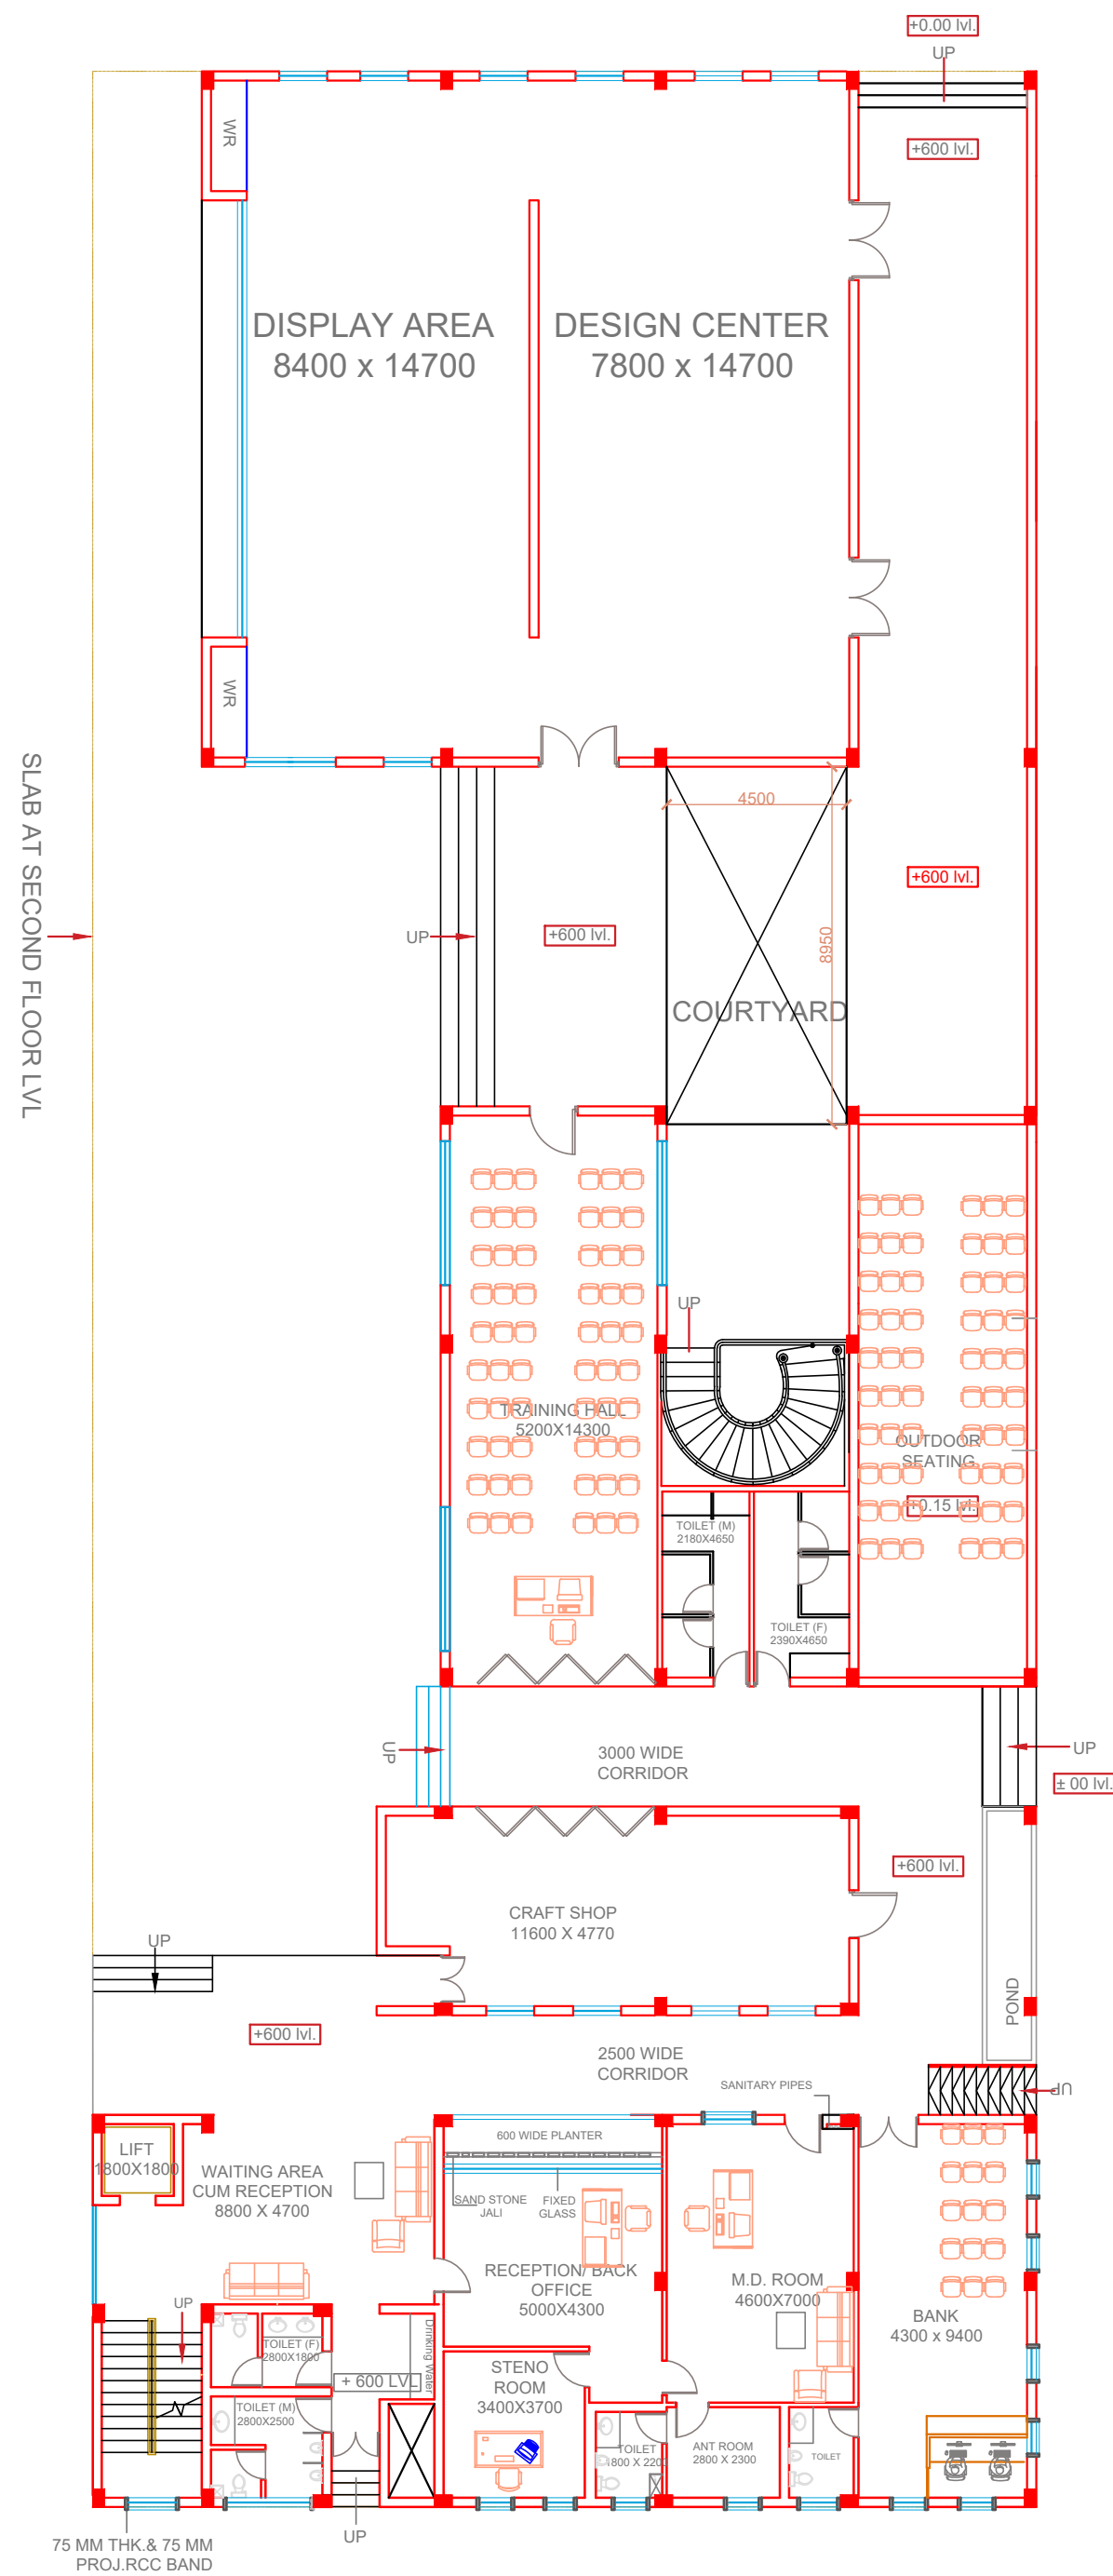 +0.00 lvl.
UP
WR
+600 lvl.
DISPLAY AREA
8400 x 14700
DESIGN CENTER
7800 x 14700
WR
SLAB AT SECOND FLOOR LVL
4500
+600 lvl.
UP
+600 lvl.
8950
COURTYARD
UP
TRAINING HALL
5200X14300
OUTDOOR
SEATING
+0.15 lvl.
TOILET (M)
2180X4650
TOILET (F)
2390X4650
UP
3000 WIDE
CORRIDOR
UP
± 00 lvl.
+600 lvl.
CRAFT SHOP
11600 X 4770
UP
POND
+600 lvl.
2500 WIDE
CORRIDOR
SANITARY PIPES
UP
LIFT
1800X1800
WAITING AREA
CUM RECEPTION
8800 X 4700
600 WIDE PLANTER
SAND STONE
JALI
FIXED
GLASS
RECEPTION/ BACK
OFFICE
5000X4300
M.D. ROOM
4600X7000
BANK
4300 x 9400
UP
TOILET (F)
2800X1800
Drinking Water
+ 600 LVL
STENO
ROOM
3400X3700
TOILET (M)
2800X2500
TOILET
1800 X 2200
ANT ROOM
2800 X 2300
TOILET
UP
75 MM THK.& 75 MM
PROJ.RCC BAND